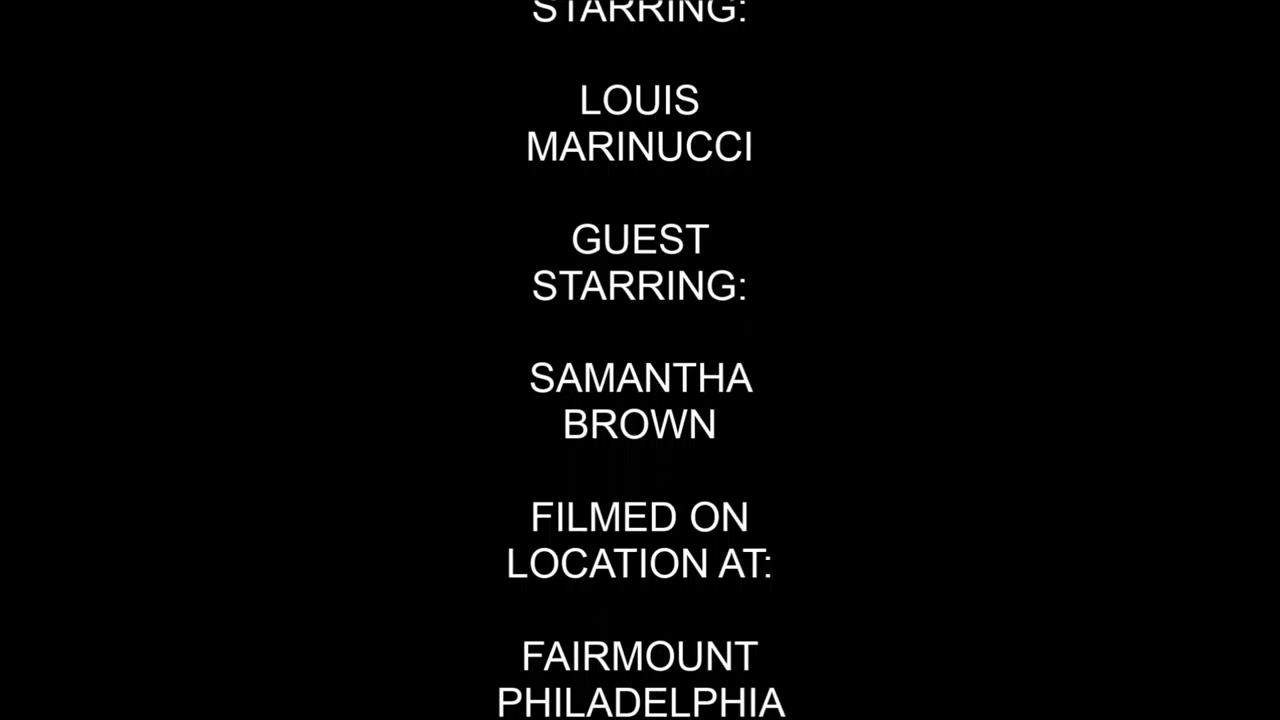 STARRING:
LOUIS
MARINUCCI
GUEST
STARRING:
SAMANTHA
BROWN
FILMED ON
LOCATION AT:
FAIRMOUNT
PHILADELPHIA